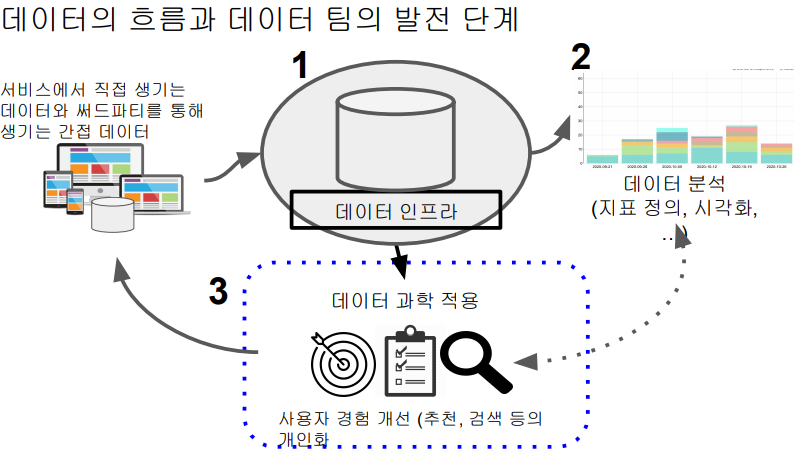 데이터의 흐름과 데이터 팀의 발전 단계
1
2
서비스에서 직접 생기는
데이터와 써드파티를 통해
생기는 간접 데이터
데이터 인프라
데이터 분석
(지표 정의, 시각화,
...)
3
데이터 과학 적용
사용자 경험 개선 (추천, 검색 등의
개인화